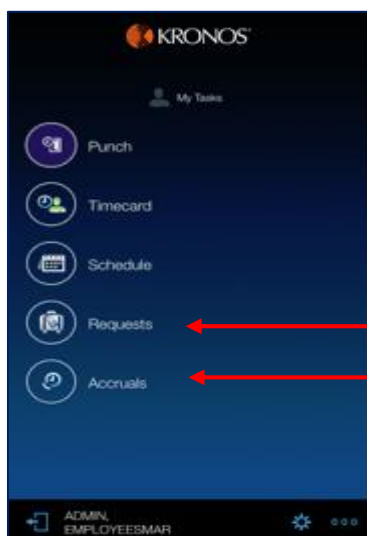 KRONOS
My Tasks
Punch
Timecard
Schedule
Requests
Accruals
ADMIN,
EMPLOYEESMAR